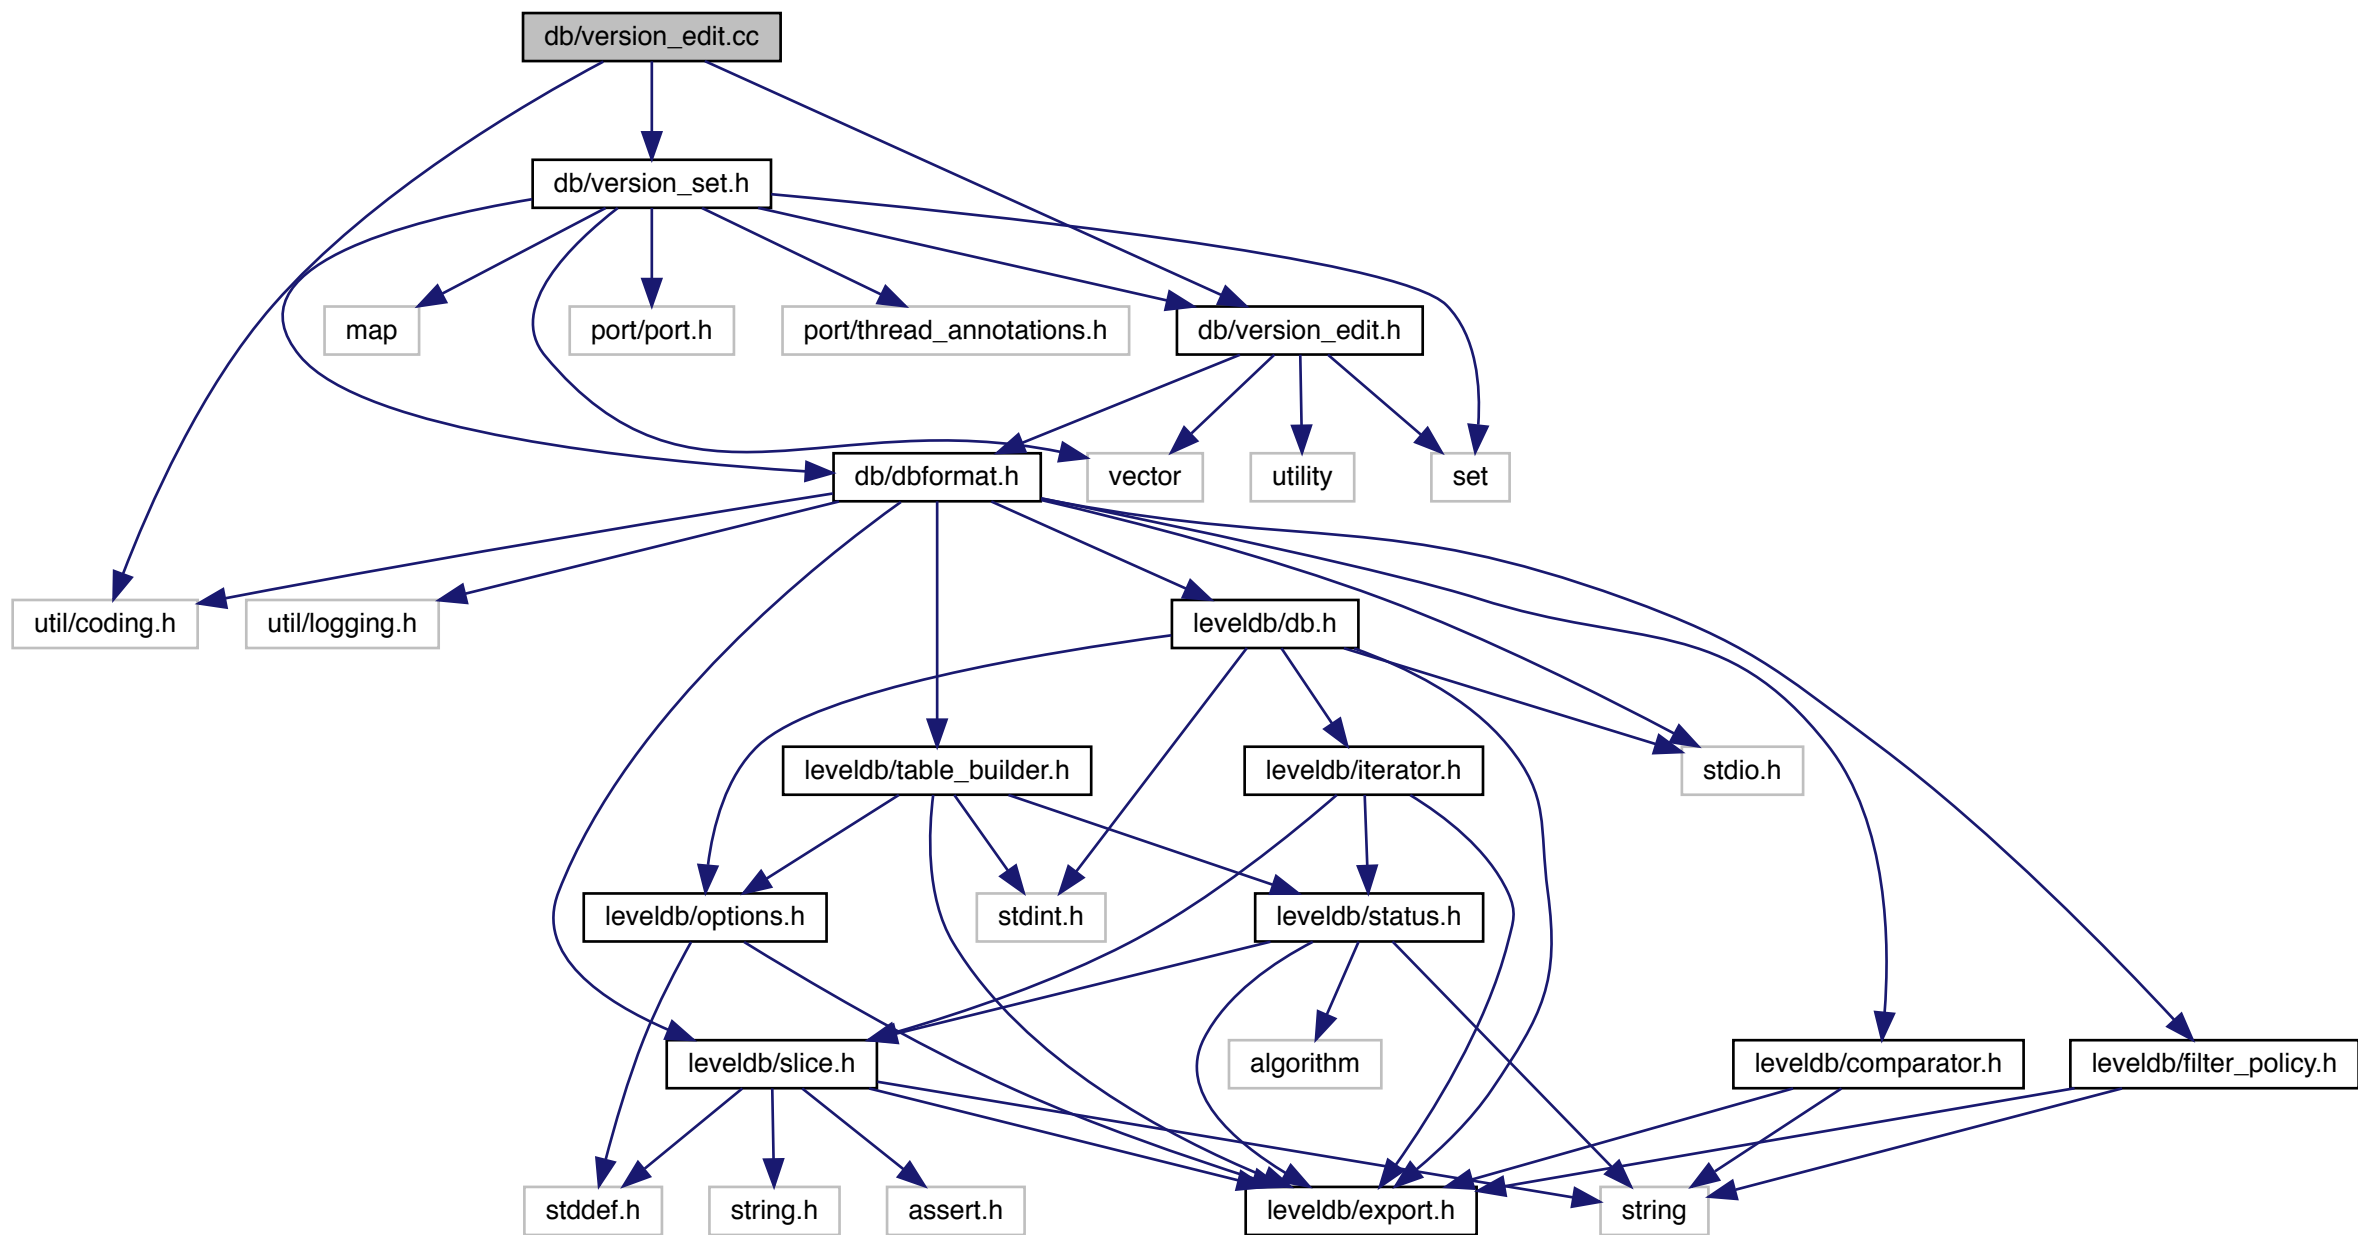 db/version_edit.cc
db/version_set.h
map
port/port.h
port/thread_annotations.h
db/version_edit.h
db/dbformat.h
vector
utility
set
util/coding.h
util/logging.h
leveldb/db.h
leveldb/table_builder.h
leveldb/iterator.h
stdio.h
leveldb/options.h
stdint.h
leveldb/status.h
leveldb/slice.h
algorithm
leveldb/comparator.h
leveldb/filter_policy.h
stddef.h
string.h
assert.h
leveldb/export.h
string